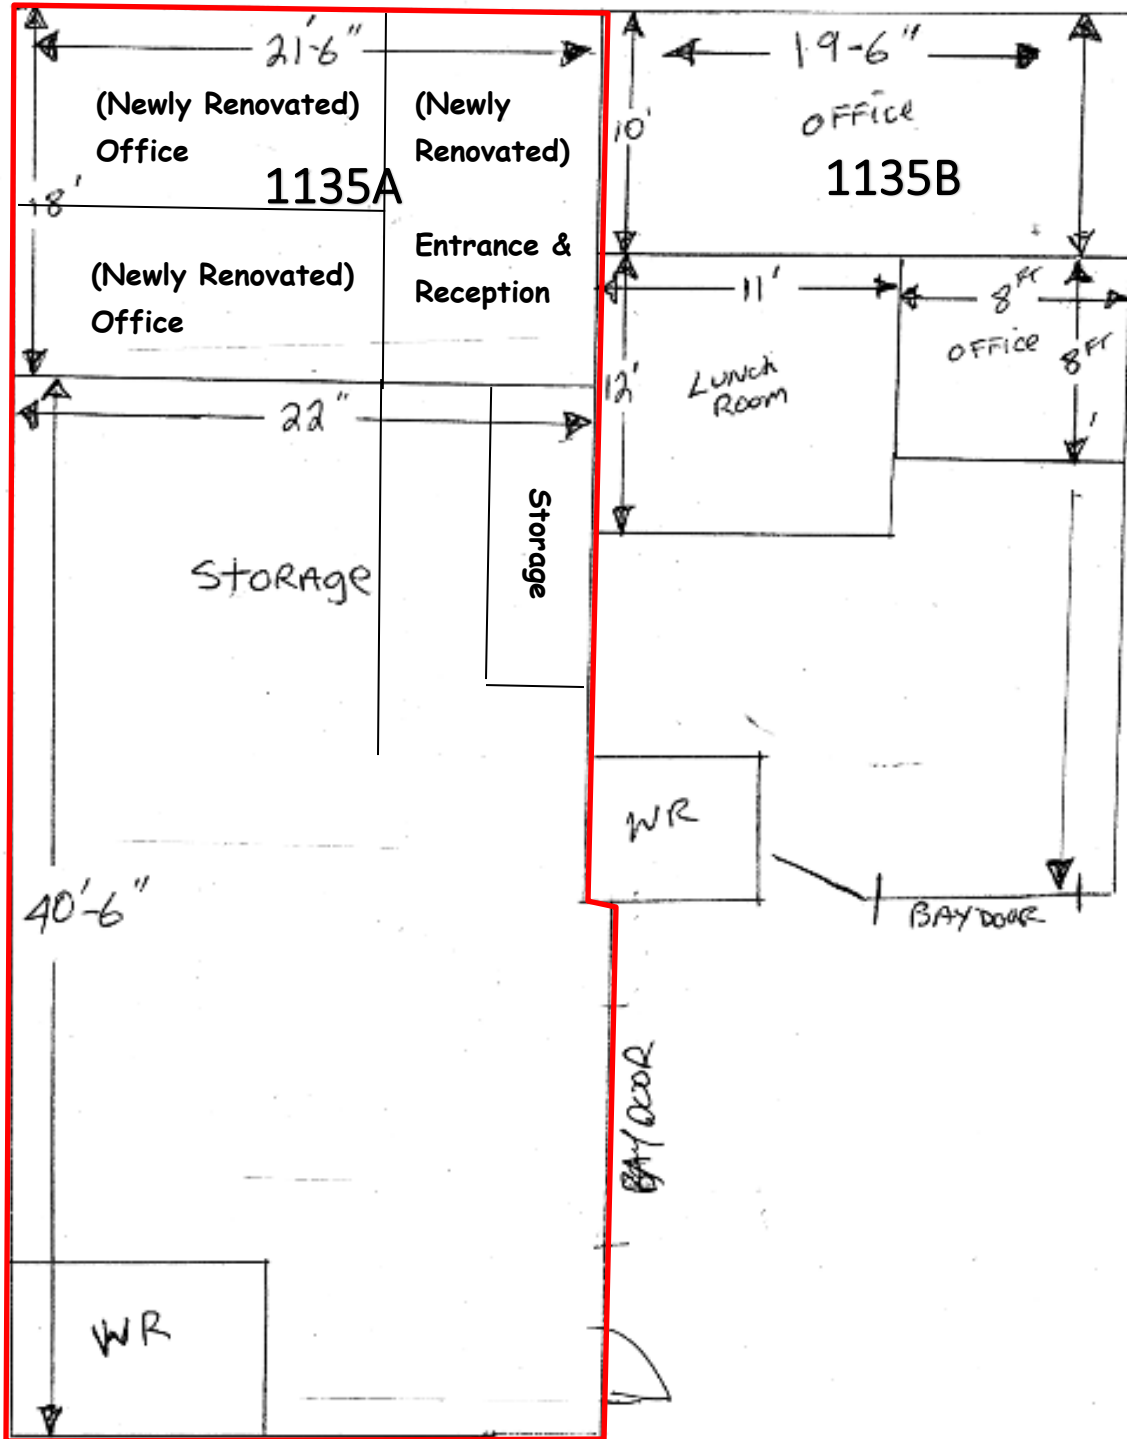 21'-6"
(Newly Renovated)
Office
(Newly
Renovated)
1135A
18'
Entrance &
Reception
(Newly Renovated)
Office
22"
Storage
STORAge
40'-6"
WR
19-6"
OFFice
10'
1135B
11'
8FT
OFFice
8FT
12'
LUNCH
ROOM
WR
BAY DOOR
BAY DOOR